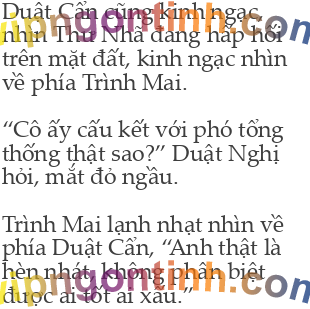 Duật Cẩn cũng kinh ngạc,
nhìn Thư Nhã đang hấp hối
trên mặt đất, kinh ngạc nhìn
về phía Trình Mai.
“Cô ấy cấu kết với phó tổng
thống thật sao?” Duật Nghị
hỏi, mắt đỏ ngầu.
Trình Mai lạnh nhạt nhìn về
phía Duật Cẩn, “Anh thật là
hèn nhát, không phân biệt
được ai tốt ai xấu.”
vipngontinh.com
vipngontinh.com